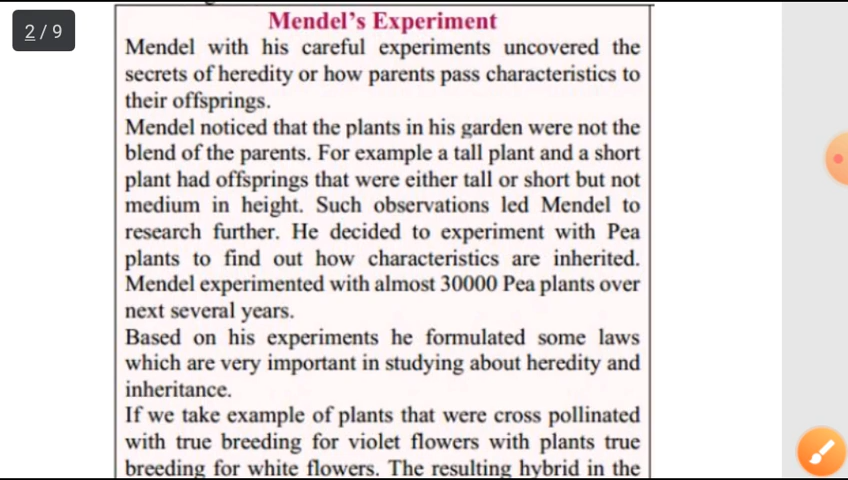 2 / 9
Mendel's Experiment
Mendel with his careful experiments uncovered the
secrets of heredity or how parents pass characteristics to
their offsprings.
Mendel noticed that the plants in his garden were not the
blend of the parents. For example a tall plant and a short
plant had offsprings that were either tall or short but not
medium in height. Such observations led Mendel to
research further. He decided to experiment with Pea
plants to find out how characteristics are inherited.
Mendel experimented with almost 30000 Pea plants over
next several years.
Based on his experiments he formulated some laws
which are very important in studying about heredity and
inheritance.
If we take example of plants that were cross pollinated
with true breeding for violet flowers with plants true
breeding for white flowers. The resulting hybrid in the